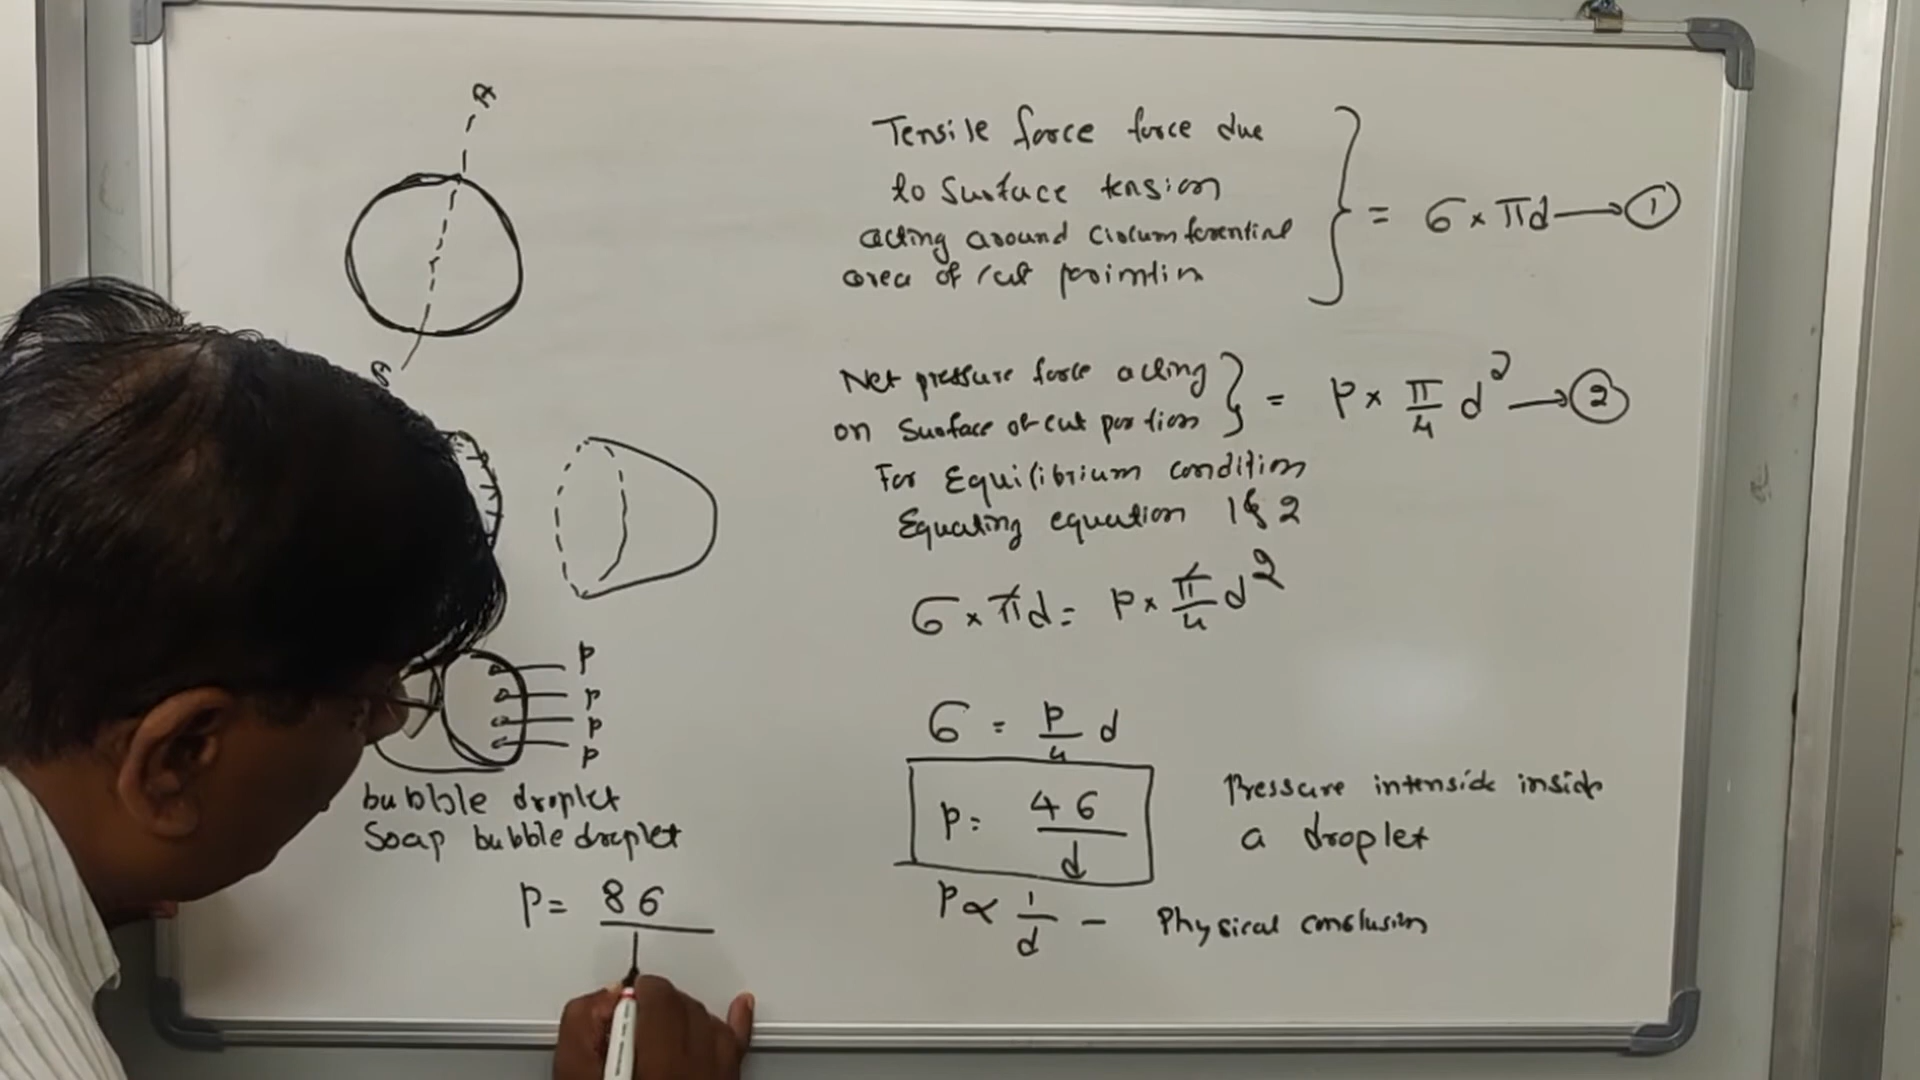 A
B
P
P
P
P
bubble droplet
Soap bubble droplet
P = 8σ
Tensile force force due
to Surface tension
acting around Circumferential
area of cut
= σ × πd → ①
Net pressure force acting
on Surface of cut portion
= P × π/4 d² → ②
For Equilibrium condition
Equating equation 1 & 2
σ × πd = P × π/4 d²
σ = P/4 d
P = 4σ/d
Pressure intenside inside
a droplet
P ∝ 1/d - Physical conclusion